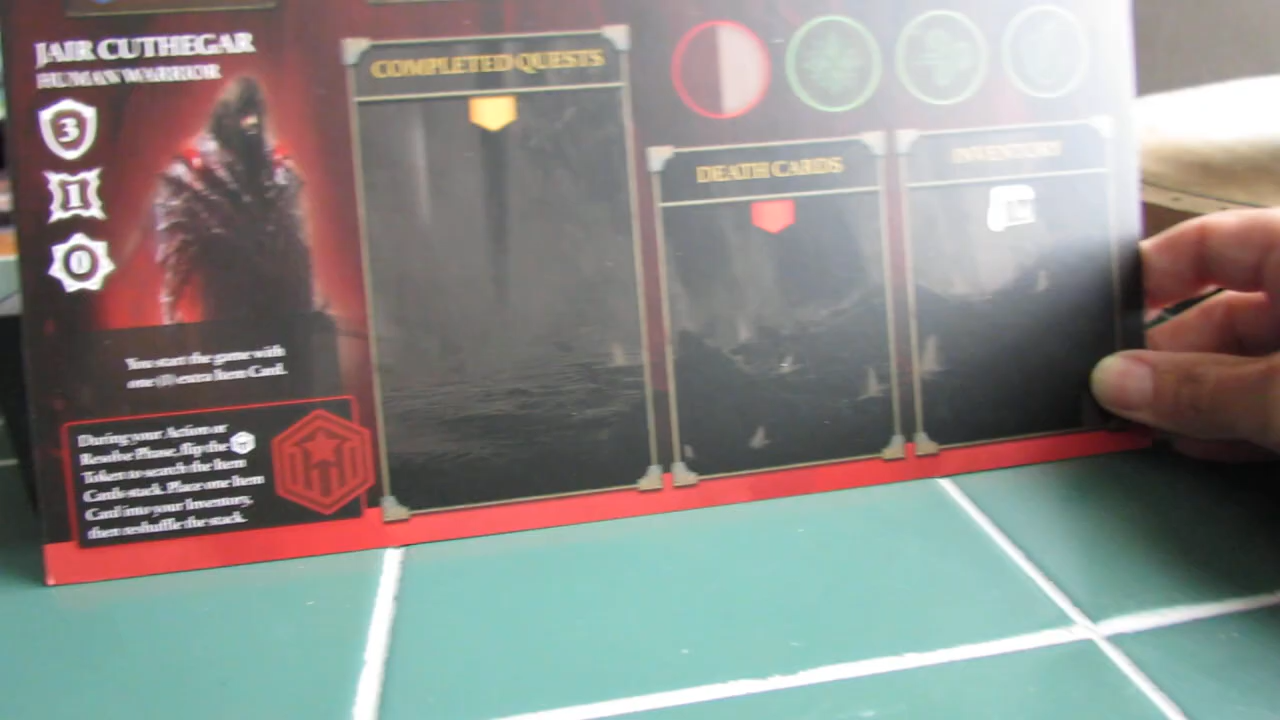 JAIR CUTHEGAR
HUMAN WARRIOR
3
1
0
You start the game with
one (1) extra Item Card.
During your Action or
Resolve Phase, flip the
Token to search the Item
Cards stack. Place one Item
Card into your Inventory,
then reshuffle the stack.
COMPLETED QUESTS
DEATH CARDS
INVENTORY